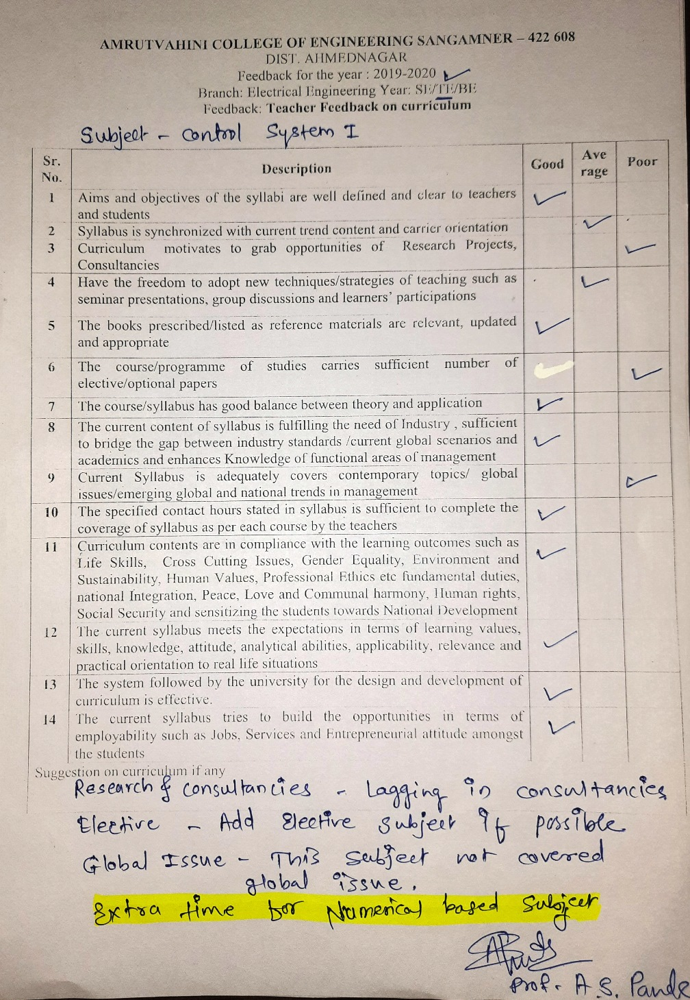 AMRUTVAHINI COLLEGE OF ENGINEERING SANGAMNER – 422 608
DIST. AHMEDNAGAR
Feedback for the year : 2019-2020 ✓
Branch: Electrical Engineering Year: SE/TE/BE
Feedback: Teacher Feedback on curriculum
Subject - Control System I
Sr. No. Description Good Ave rage Poor
1 Aims and objectives of the syllabi are well defined and clear to teachers ✓
and students
2 Syllabus is synchronized with current trend content and carrier orientation ✓
3 Curriculum motivates to grab opportunities of Research Projects, ✓
Consultancies
4 Have the freedom to adopt new techniques/strategies of teaching such as ✓
seminar presentations, group discussions and learners' participations
5 The books prescribed/listed as reference materials are relevant, updated ✓
and appropriate
6 The course/programme of studies carries sufficient number of ✓
elective/optional papers
7 The course/syllabus has good balance between theory and application ✓
8 The current content of syllabus is fulfilling the need of Industry , sufficient
to bridge the gap between industry standards /current global scenarios and ✓
academics and enhances Knowledge of functional areas of management
9 Current Syllabus is adequately covers contemporary topics/ global ✓
issues/emerging global and national trends in management
10 The specified contact hours stated in syllabus is sufficient to complete the ✓
coverage of syllabus as per each course by the teachers
11 Curriculum contents are in compliance with the learning outcomes such as ✓
Life Skills, Cross Cutting Issues, Gender Equality, Environment and
Sustainability, Human Values, Professional Ethics etc fundamental duties,
national Integration, Peace, Love and Communal harmony, Human rights,
Social Security and sensitizing the students towards National Development
12 The current syllabus meets the expectations in terms of learning values,
skills, knowledge, attitude, analytical abilities, applicability, relevance and ✓
practical orientation to real life situations
13 The system followed by the university for the design and development of ✓
curriculum is effective.
14 The current syllabus tries to build the opportunities in terms of ✓
employability such as Jobs, Services and Entrepreneurial attitude amongst
the students
Suggestion on curriculum if any
Research & consultancies - Lagging in consultancies
Elective - Add Elective subject if possible
Global Issue - This subject not covered
global issue.
Extra time for Numerical based Subject
Prof. A. S. Pande